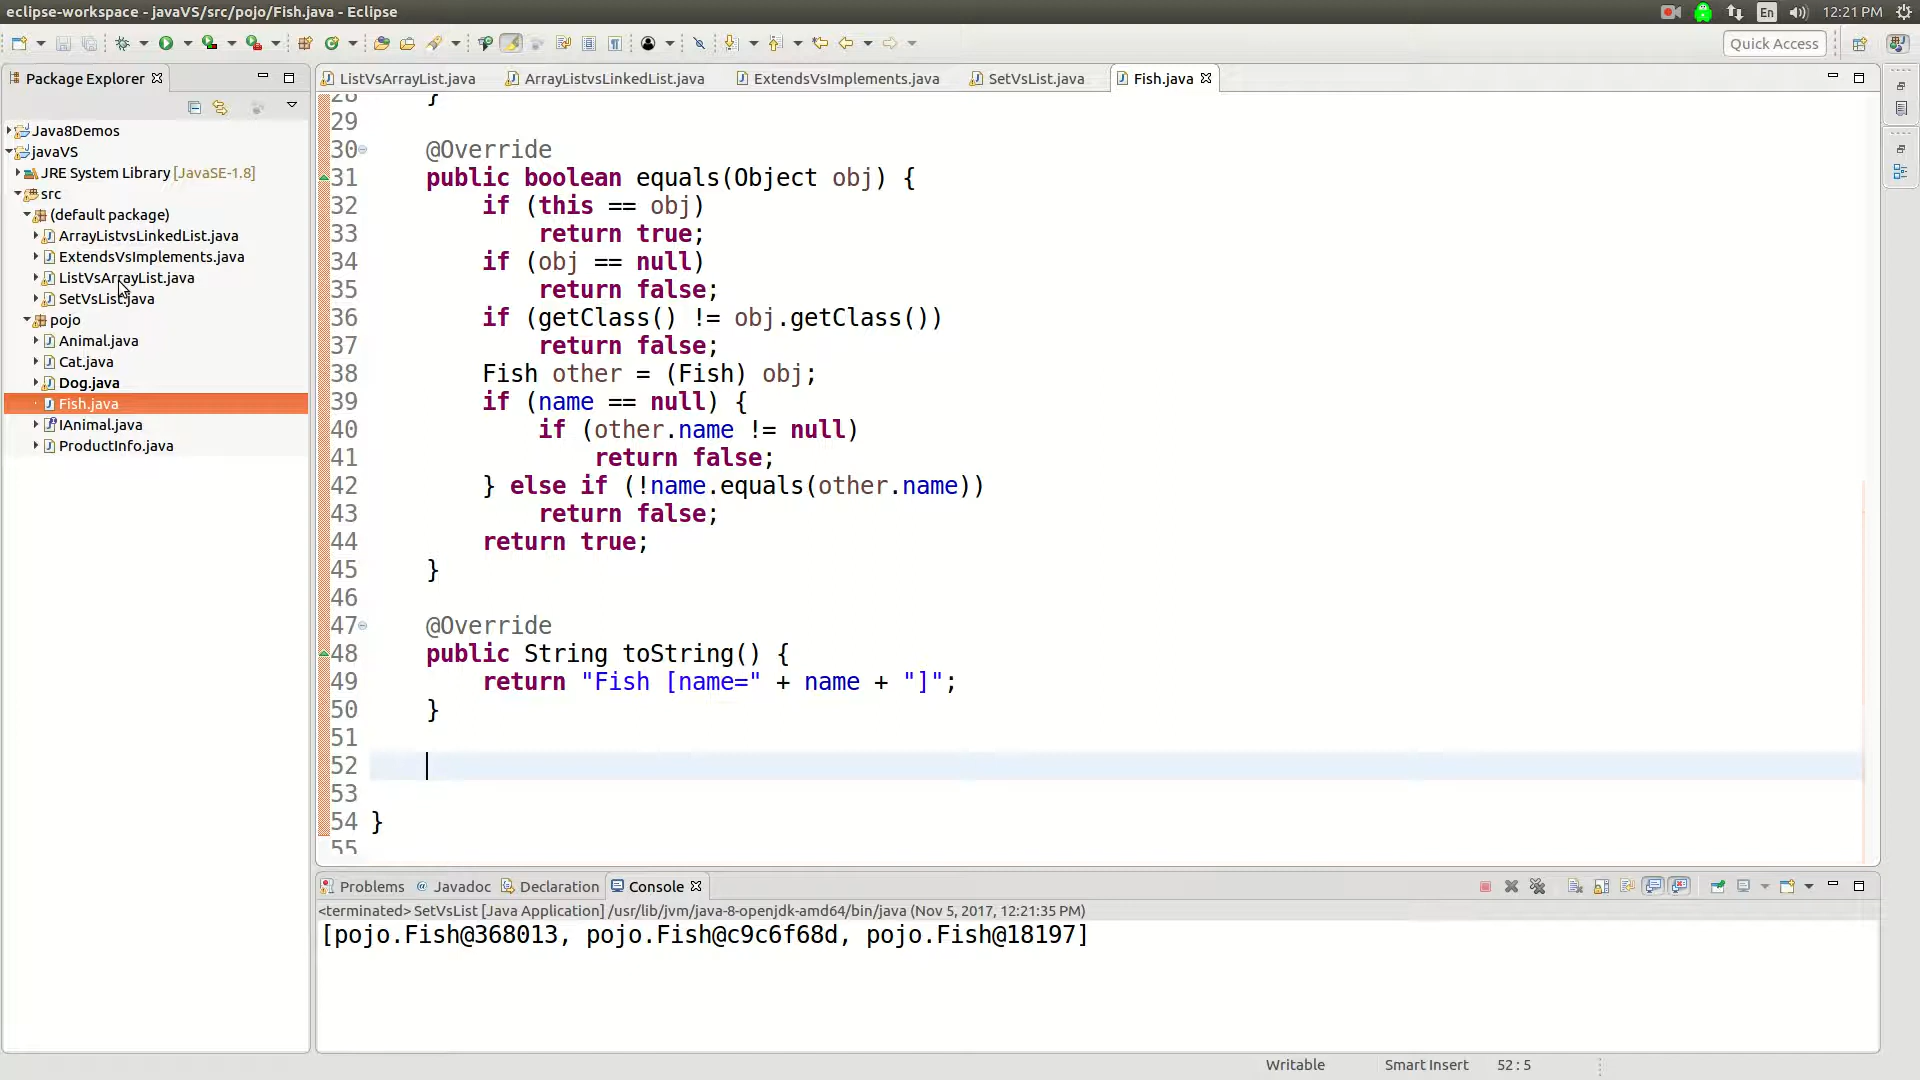 eclipse-workspace - javaVS/src/pojo/Fish.java - Eclipse
En
12:21 PM
Quick Access
Package Explorer
ListVsArrayList.java
ArrayListvsLinkedList.java
ExtendsVsImplements.java
SetVsList.java
Fish.java
Java8Demos
javaVS
JRE System Library [JavaSE-1.8]
src
(default package)
ArrayListvsLinkedList.java
ExtendsVsImplements.java
ListVsArrayList.java
SetVsList.java
pojo
Animal.java
Cat.java
Dog.java
Fish.java
IAnimal.java
ProductInfo.java
28 }
29
30 @Override
31 public boolean equals(Object obj) {
32 if (this == obj)
33 return true;
34 if (obj == null)
35 return false;
36 if (getClass() != obj.getClass())
37 return false;
38 Fish other = (Fish) obj;
39 if (name == null) {
40 if (other.name != null)
41 return false;
42 } else if (!name.equals(other.name))
43 return false;
44 return true;
45 }
46
47 @Override
48 public String toString() {
49 return "Fish [name=" + name + "]";
50 }
51
52
53
54 }
55
Problems @ Javadoc Declaration Console
<terminated> SetVsList [Java Application] /usr/lib/jvm/java-8-openjdk-amd64/bin/java (Nov 5, 2017, 12:21:35 PM)
[pojo.Fish@368013, pojo.Fish@c9c6f68d, pojo.Fish@18197]
Writable
Smart Insert
52 : 5